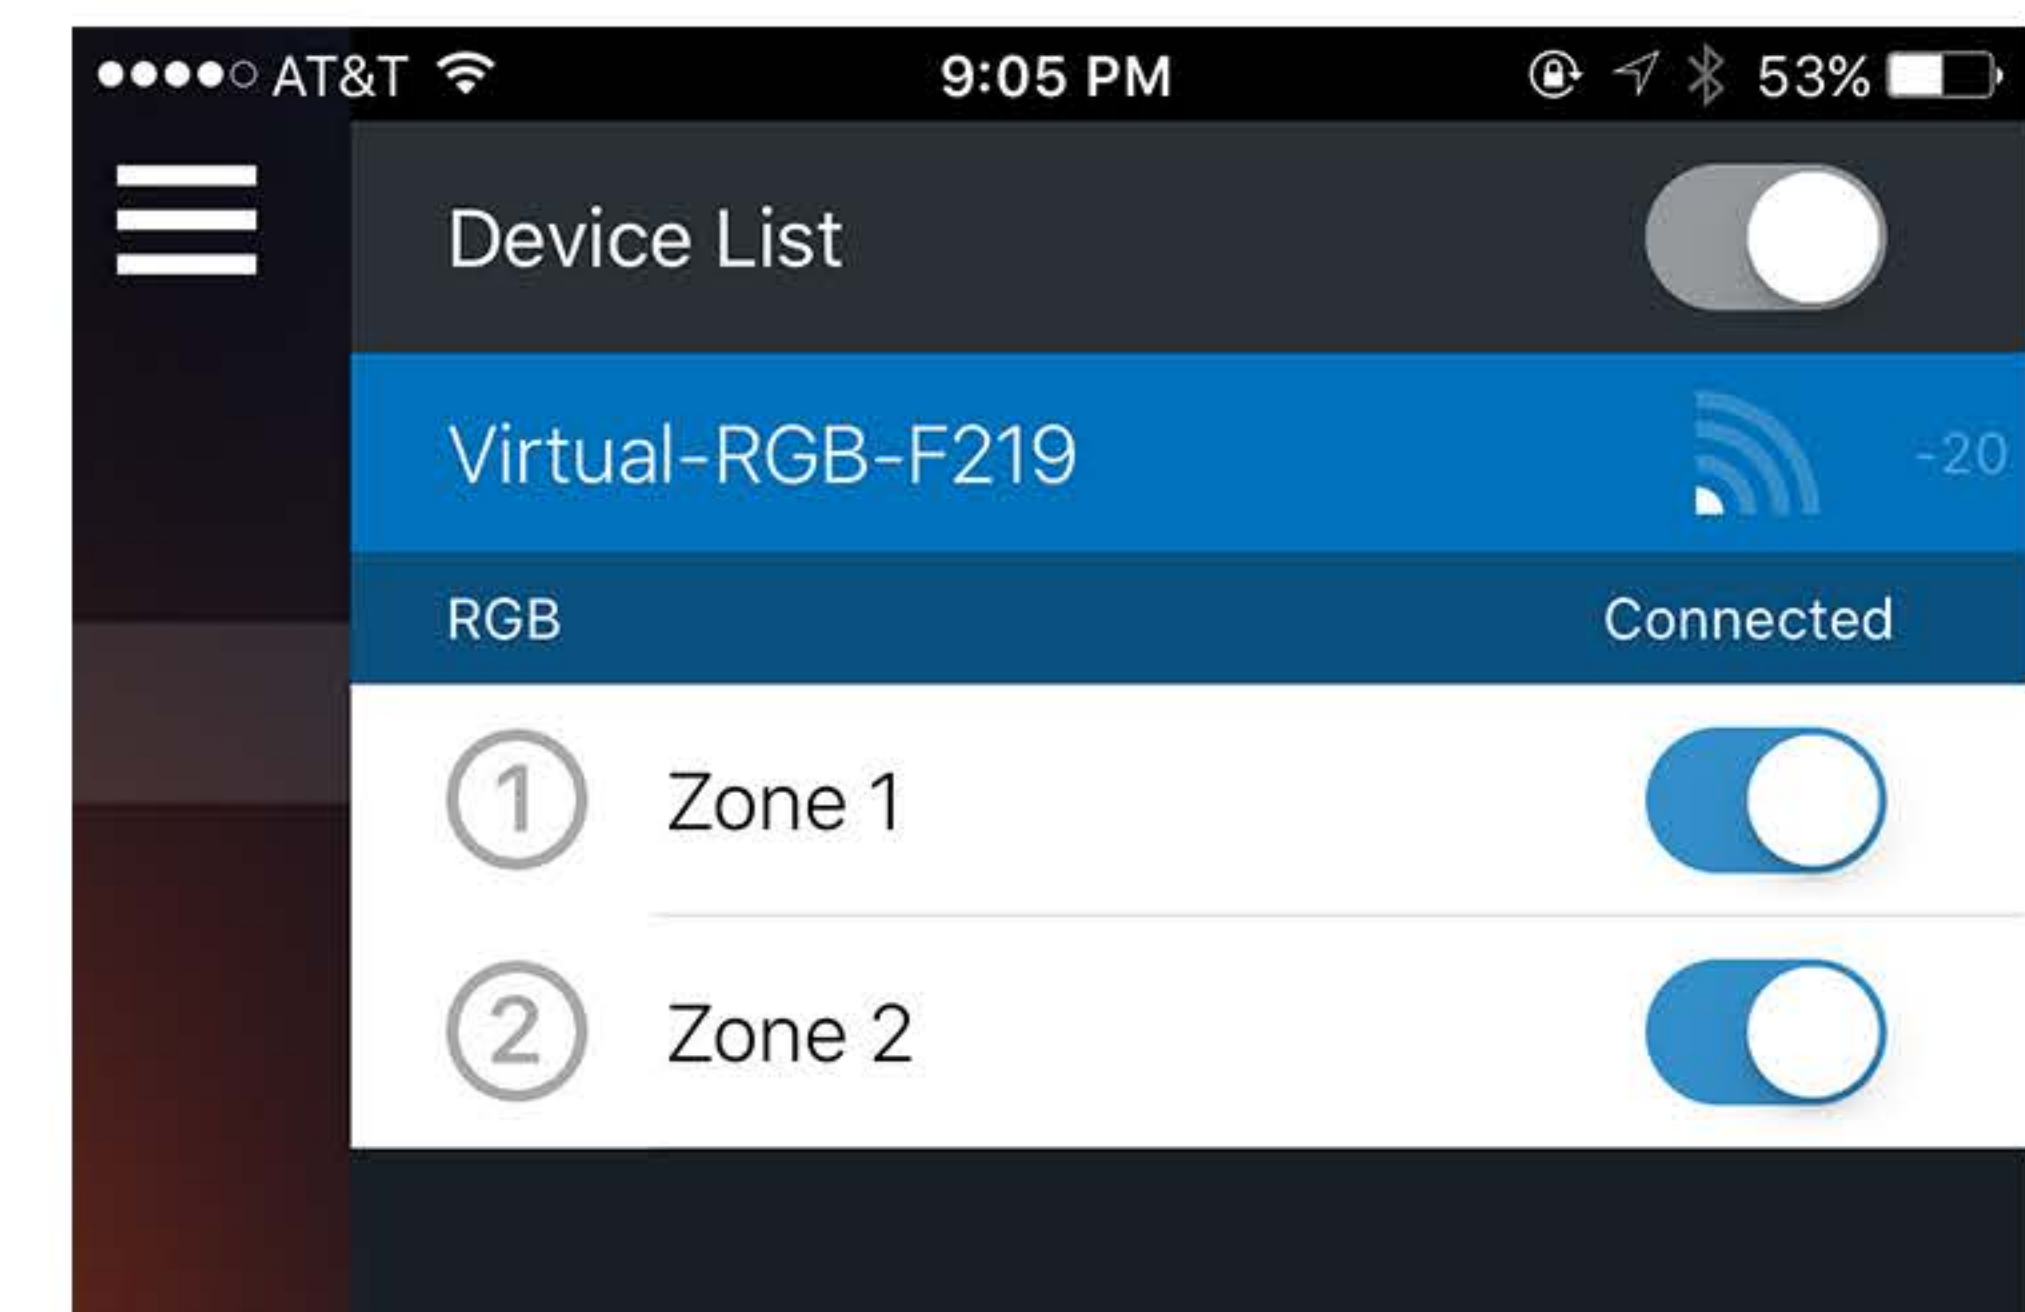 AT&T 9:05 PM 53%
Device List
Virtual-RGB-F219 -20
RGB Connected
1 Zone 1
2 Zone 2